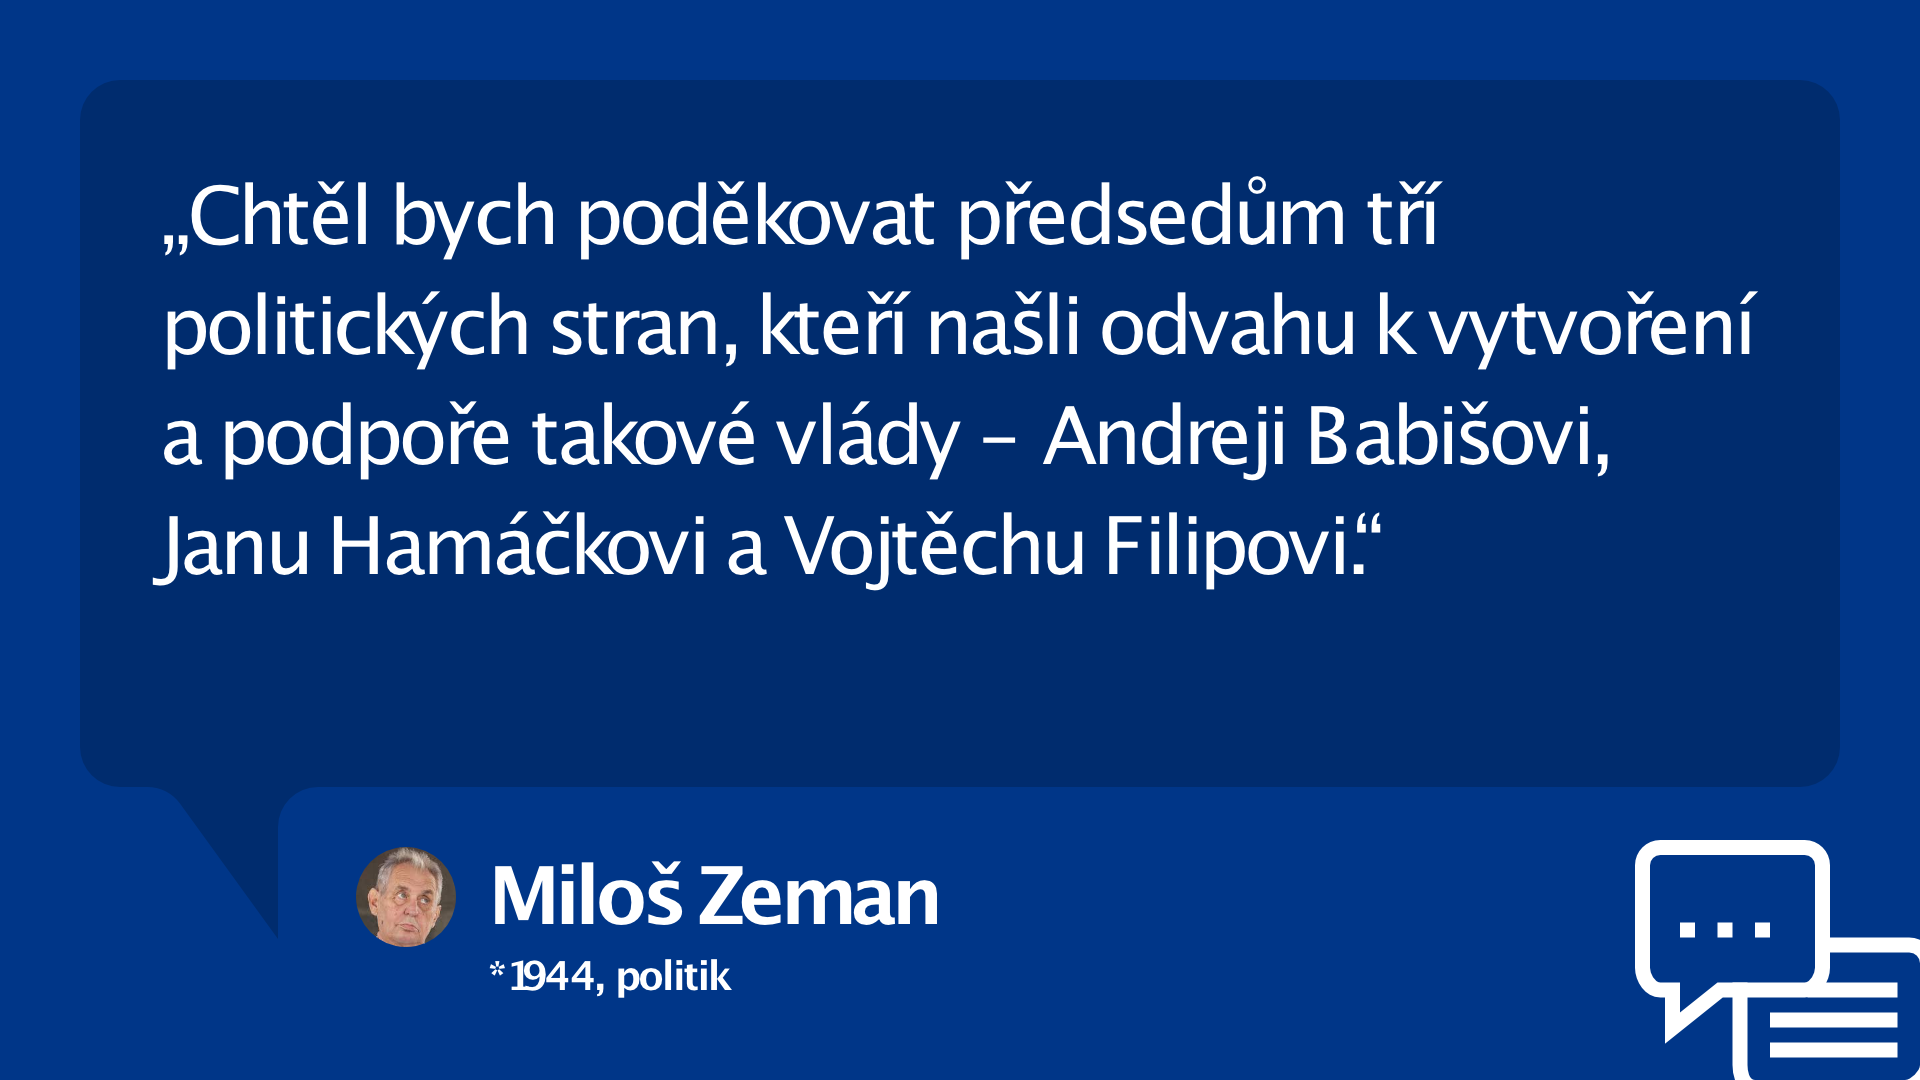 „Chtěl bych poděkovat předsedům tří
politických stran, kteří našli odvahu k vytvoření
a podpoře takové vlády – Andreji Babišovi,
Janu Hamáčkovi a Vojtěchu Filipovi.“
Miloš Zeman
*1944, politik